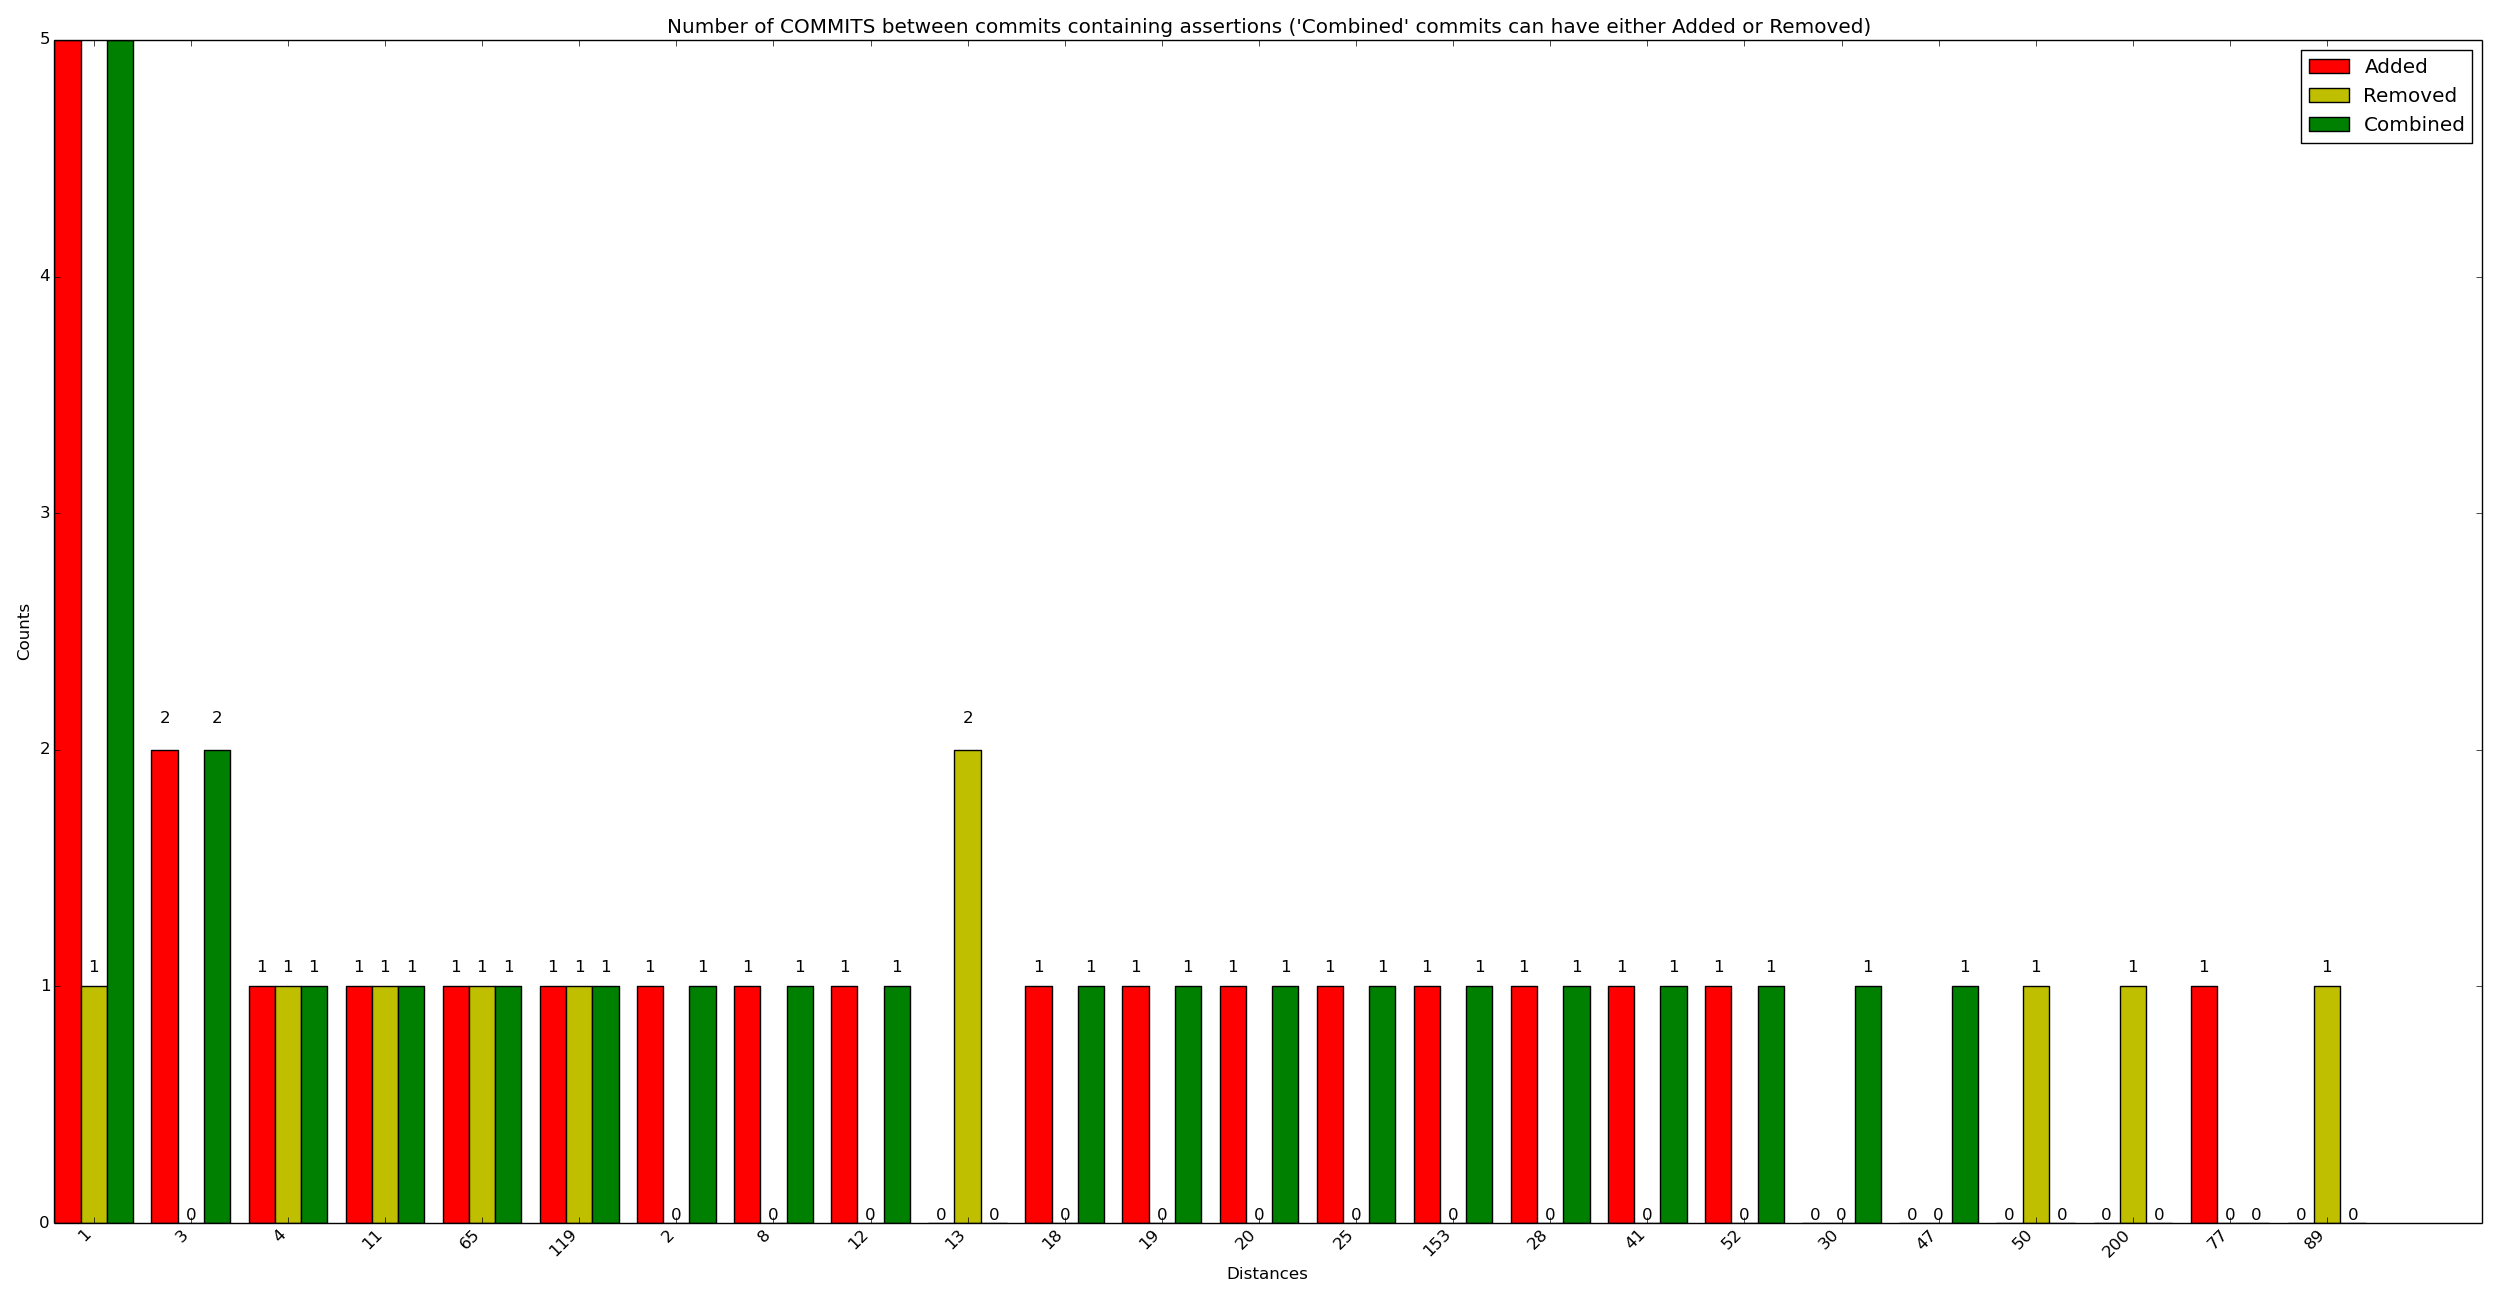 Number of COMMITS between commits containing assertions ('Combined' commits can have either Added or Removed)
Added
Removed
Combined
5
4
3
2
1
0
Counts
2 2 2
1 1 1 1 1 1 1 1 1 1 1 1 1 1 1 1 1 1 1 1 1 1 1 1 1 1 1 1 1 1 1 1 1 1 1 1 1 1 1 1 1
0 0 0 0 0 0 0 0 0 0 0 0 0 0 0 0 0 0 0 0 0 0 0 0 0 0 0
1 3 4 11 65 119 2 8 12 13 18 19 20 25 153 28 41 52 30 47 50 200 77 89
Distances